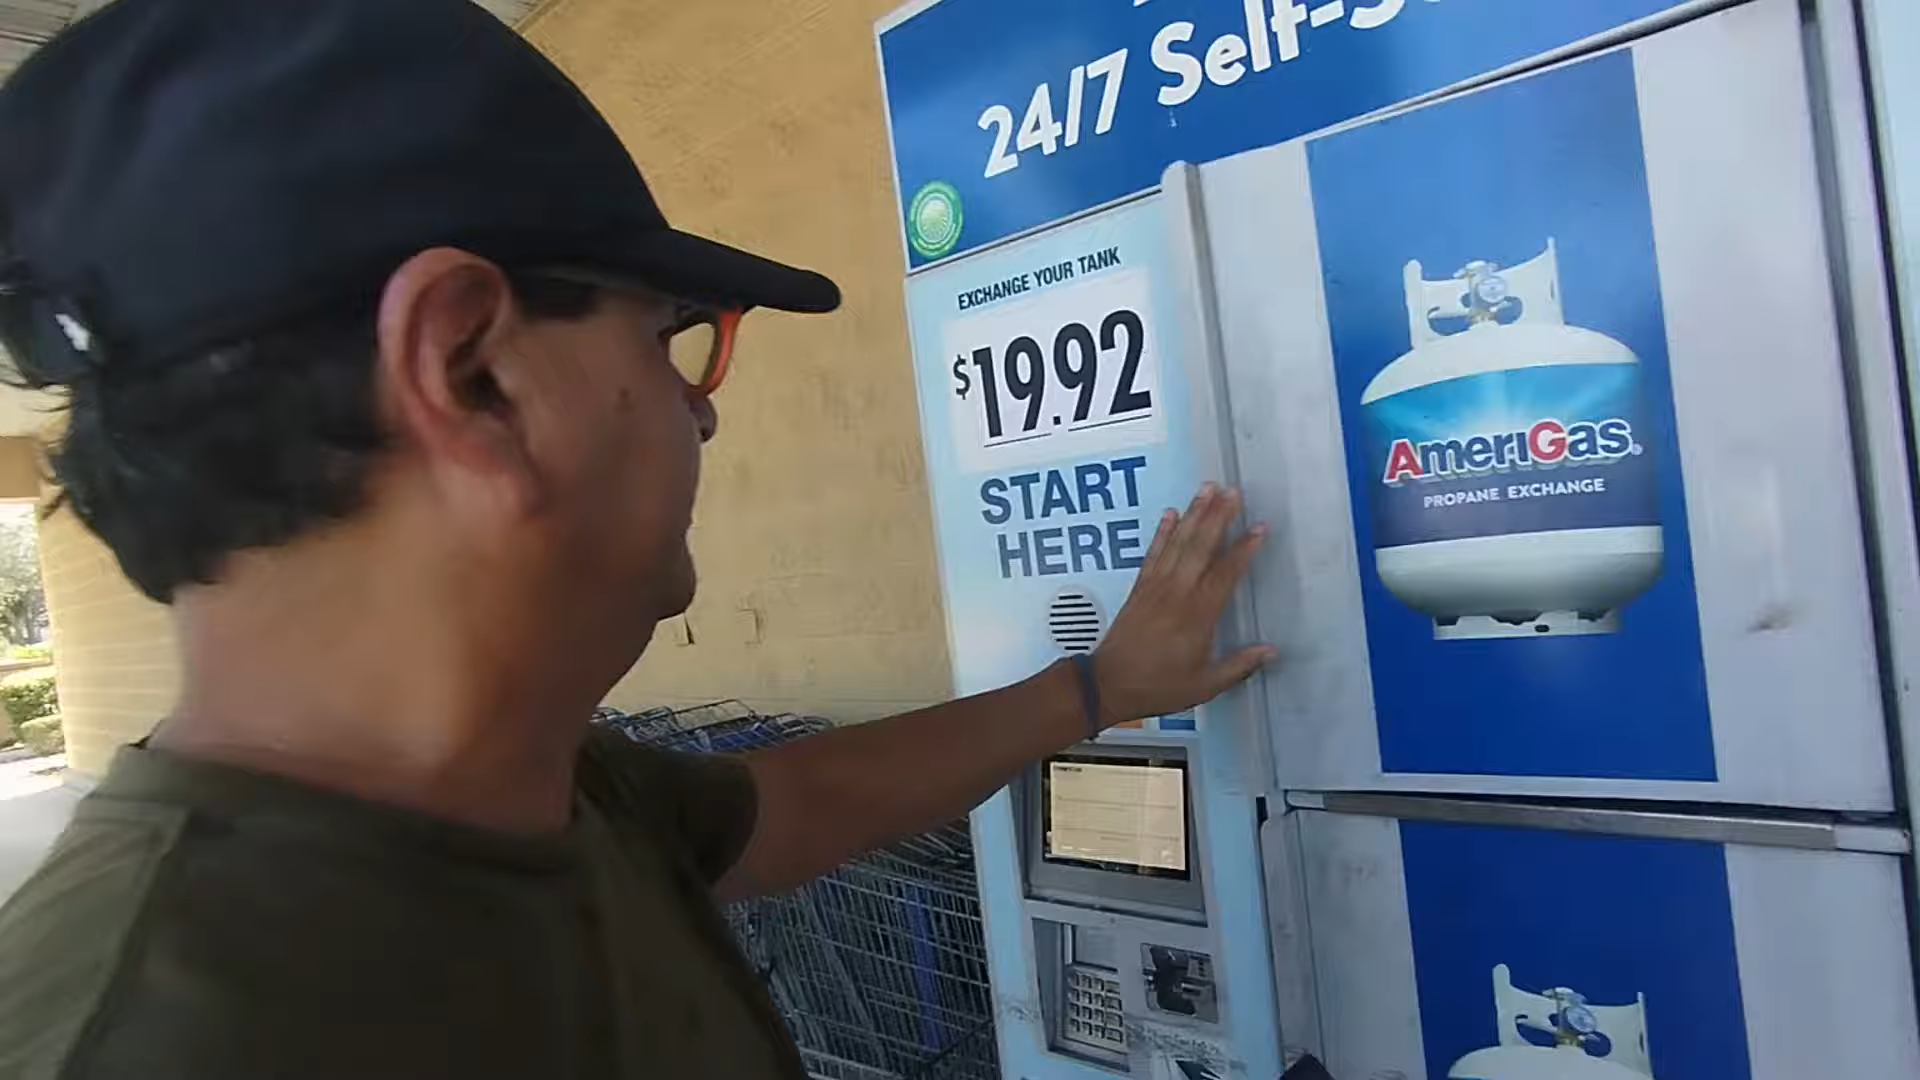 24/7 Self-S
EXCHANGE YOUR TANK
$19.92
START
HERE
AmeriGas
PROPANE EXCHANGE